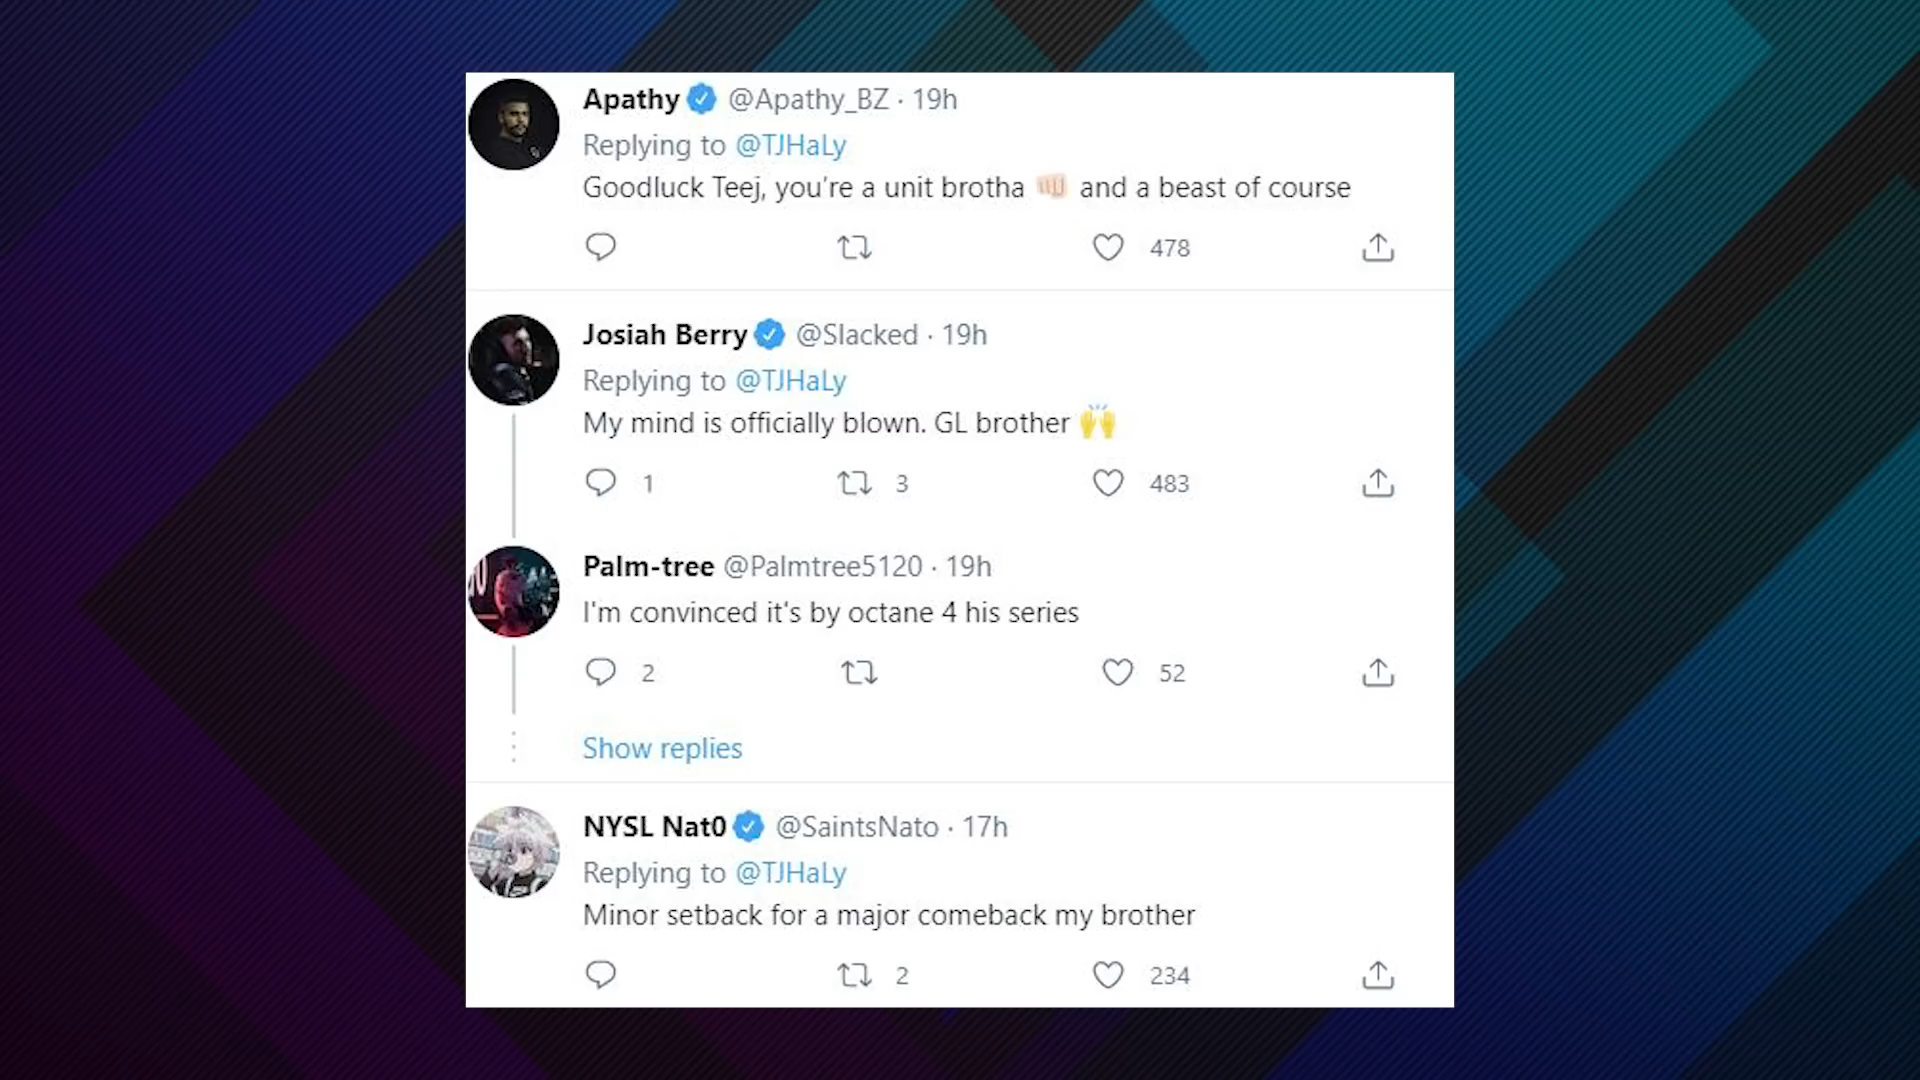 Apathy @Apathy_BZ · 19h
Replying to @TJHaLy
Goodluck Teej, you're a unit brotha 👊🏻 and a beast of course
478
Josiah Berry @Slacked · 19h
Replying to @TJHaLy
My mind is officially blown. GL brother 🙌
1 3 483
Palm-tree @Palmtree5120 · 19h
I'm convinced it's by octane 4 his series
2 52
Show replies
NYSL Nat0 @SaintsNato · 17h
Replying to @TJHaLy
Minor setback for a major comeback my brother
2 234